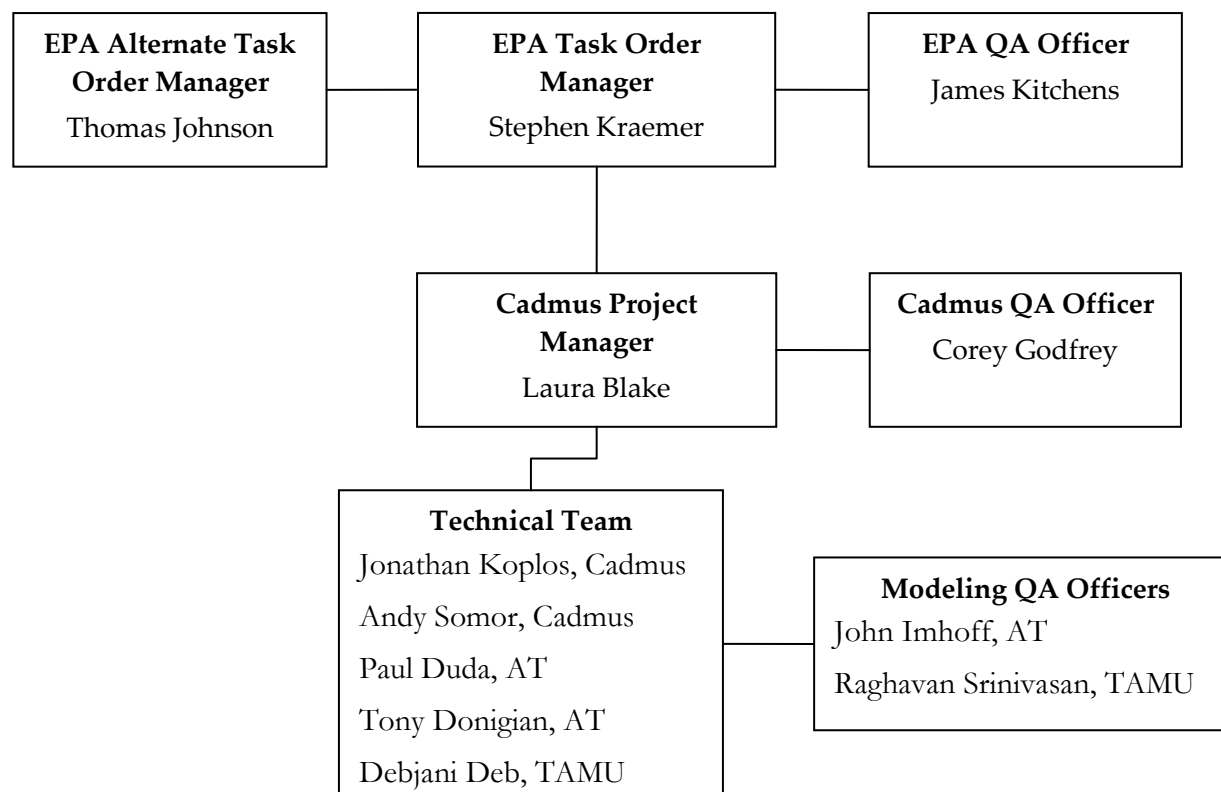 EPA Alternate Task
Order Manager
Thomas Johnson
EPA Task Order
Manager
Stephen Kraemer
EPA QA Officer
James Kitchens
Cadmus Project
Manager
Laura Blake
Cadmus QA Officer
Corey Godfrey
Technical Team
Jonathan Koplos, Cadmus
Andy Somor, Cadmus
Paul Duda, AT
Tony Donigian, AT
Debjani Deb, TAMU
Modeling QA Officers
John Imhoff, AT
Raghavan Srinivasan, TAMU